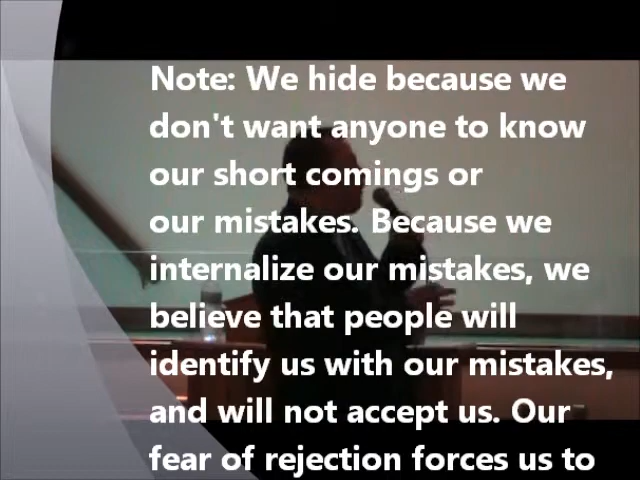 Note: We hide because we
don't want anyone to know
our short comings or
our mistakes. Because we
internalize our mistakes, we
believe that people will
identify us with our mistakes,
and will not accept us. Our
fear of rejection forces us to